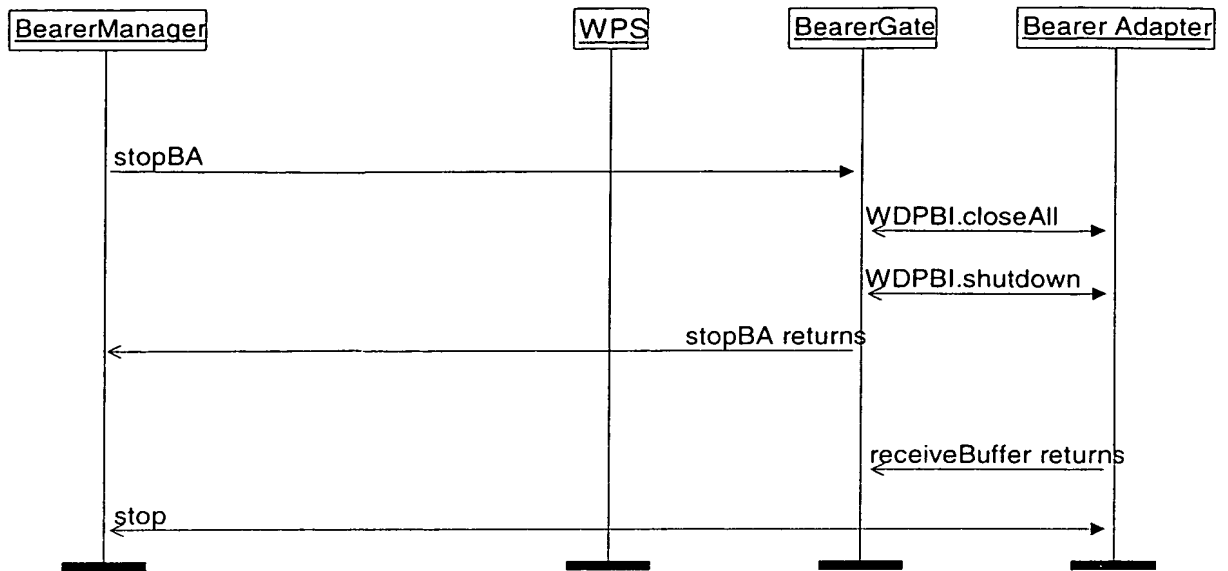 BearerManager
WPS
BearerGate
Bearer Adapter
stopBA
WDPBI.closeAll
WDPBI.shutdown
stopBA returns
receiveBuffer returns
stop